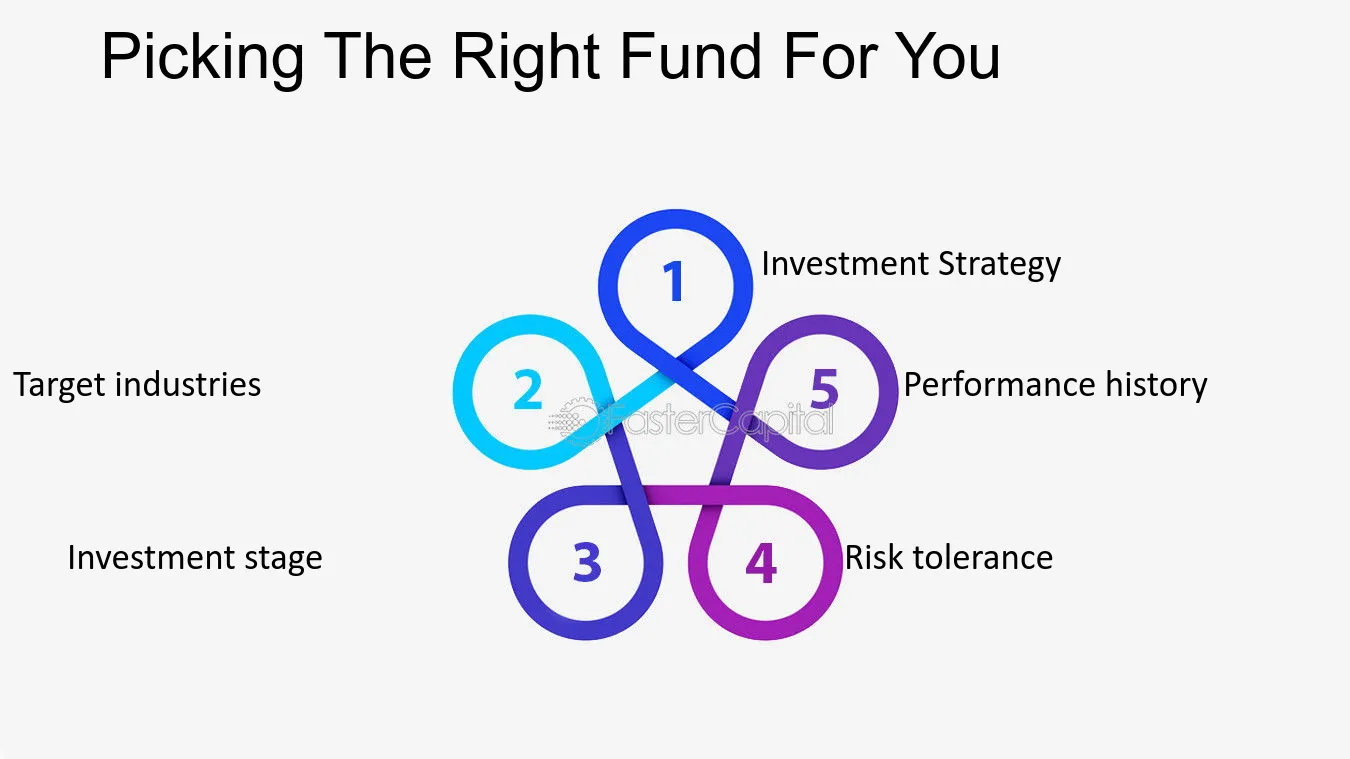 Picking The Right Fund For You
1
Investment Strategy
2
Target industries
5
Performance history
FasterCapital
3
Investment stage
4
Risk tolerance